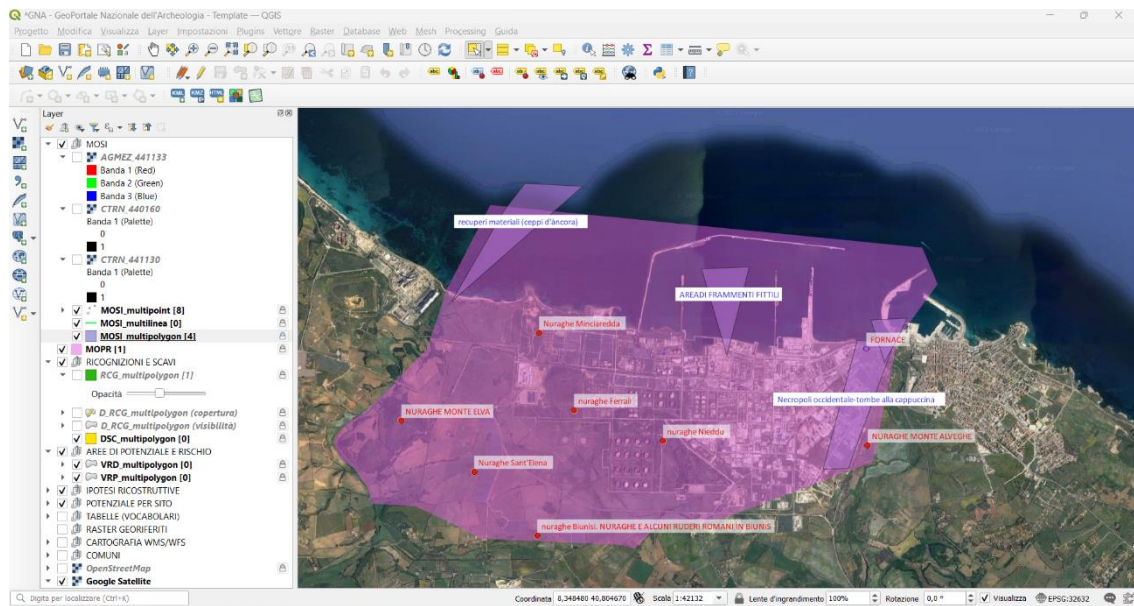 *GNA - GeoPortale Nazionale dell'Archeologia - Template — QGIS
Progetto Modifica Visualizza Layer Impostazioni Plugins Vettore Raster Database Web Mesh Processing Guida
Layer
MOSI
AGMEZ_441133
Banda 1 (Red)
Banda 2 (Green)
Banda 3 (Blue)
CTRN_440160
Banda 1 (Palette)
0
1
CTRN_441130
Banda 1 (Palette)
0
1
MOSI_multipoint [8]
MOSI_multilinea [0]
MOSI_multipolygon [4]
MOPR [1]
RICOGNIZIONI E SCAVI
RCG_multipolygon [1]
Opacità
D_RCG_multipolygon (copertura)
D_RCG_multipolygon (visibilità)
DSC_multipolygon [0]
AREE DI POTENZIALE E RISCHIO
VRD_multipolygon [0]
VRP_multipolygon [0]
IPOTESI RICOSTRUTTIVE
POTENZIALE PER SITO
TABELLE (VOCABOLARI)
RASTER GEORIFERITI
CARTOGRAFIA WMS/WFS
COMUNI
OpenStreetMap
Google Satellite
recuperi materiali (ceppi d'àncora)
AREADI FRAMMENTI FITTILI
Nuraghe Minciaredda
FORNACE
Necropoli occidentale-tombe alla cappuccina
nuraghe Ferrali
NURAGHE MONTE ELVA
nuraghe Nieddu
NURAGHE MONTE ALVEGHE
Nuraghe Sant'Elena
nuraghe Biunisi. NURAGHE E ALCUNI RUDERI ROMANI IN BIUNIS
Digita per localizzare (Ctrl+K)
Coordinata 8,348480 40,804670 Scala 1:42132 Lente d'ingrandimento 100% Rotazione 0,0 ° Visualizza EPSG:32632